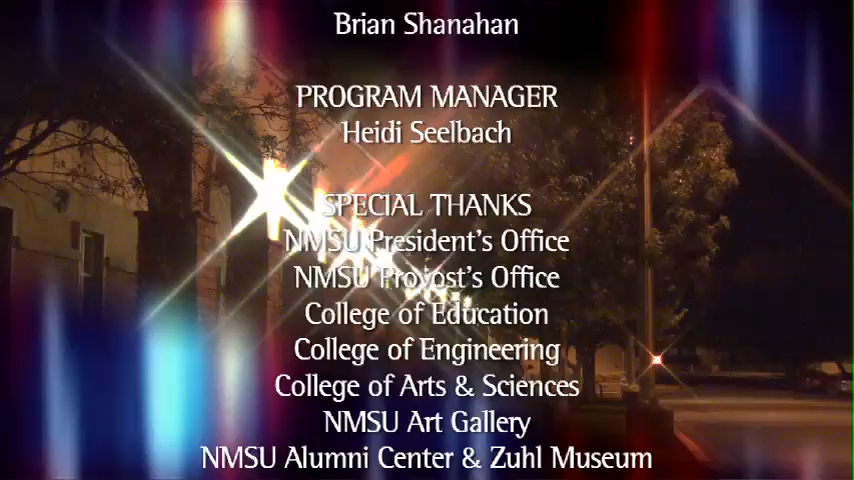 Brian Shanahan
PROGRAM MANAGER
Heidi Seelbach
SPECIAL THANKS
NMSU President's Office
NMSU Provost's Office
College of Education
College of Engineering
College of Arts & Sciences
NMSU Art Gallery
NMSU Alumni Center & Zuhl Museum